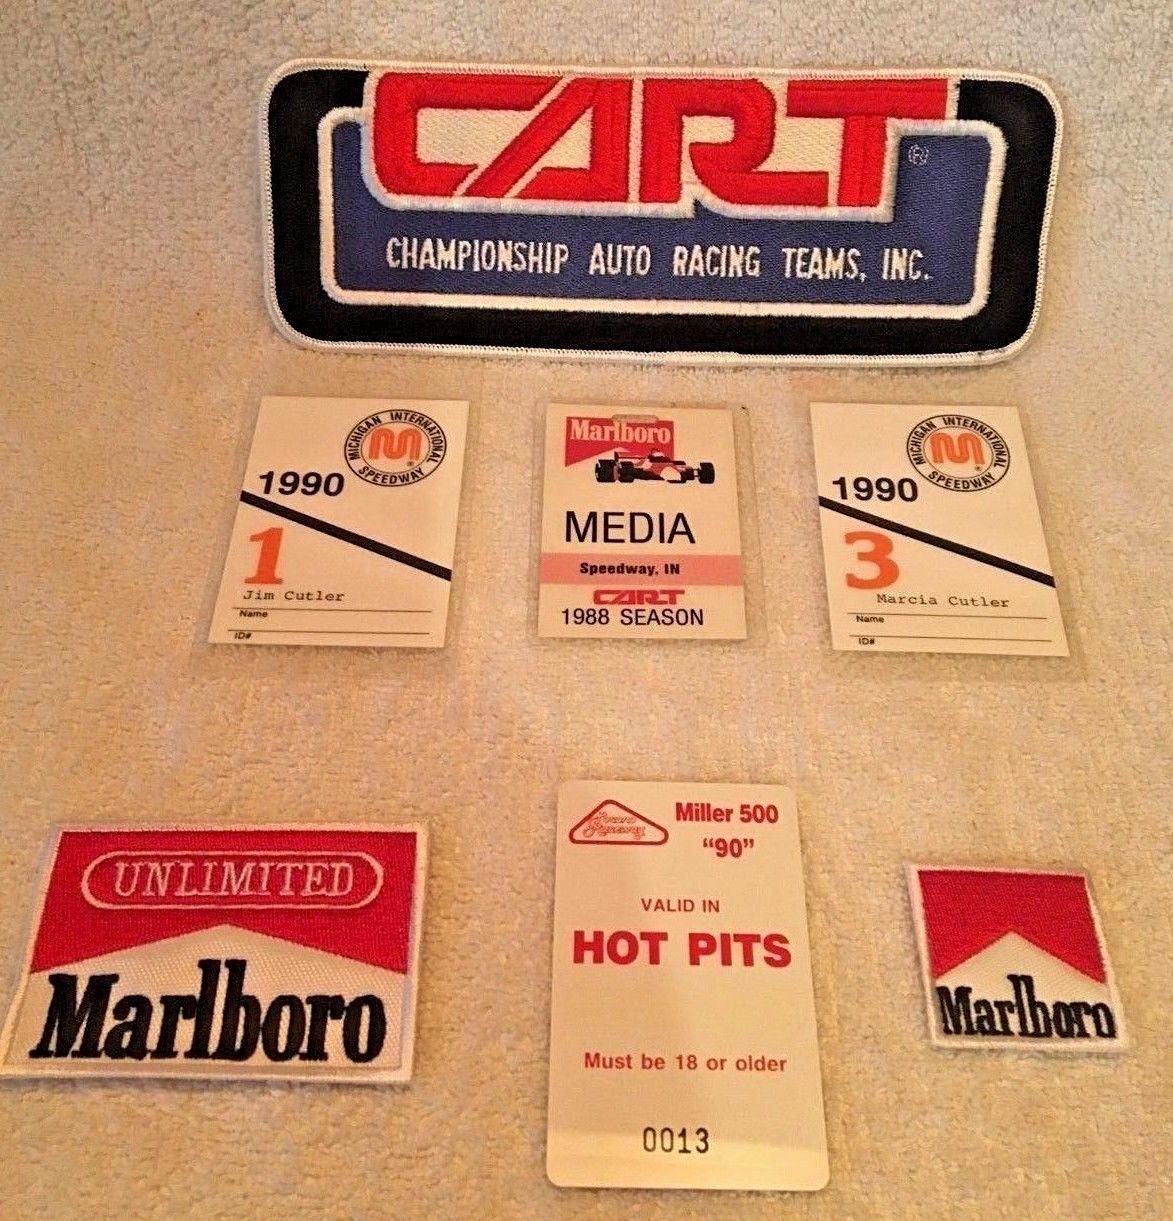 CART
®
CHAMPIONSHIP AUTO RACING TEAMS, INC.
MICHIGAN INTERNATIONAL
M
SPEEDWAY
1990
1
Jim Cutler
Name
ID#
Marlboro
MEDIA
Speedway, IN
CART
1988 SEASON
MICHIGAN INTERNATIONAL
M
SPEEDWAY
1990
3
Marcia Cutler
Name
ID#
UNLIMITED
Marlboro
Pocono
Raceway
Miller 500
"90"
VALID IN
HOT PITS
Must be 18 or older
0013
Marlboro